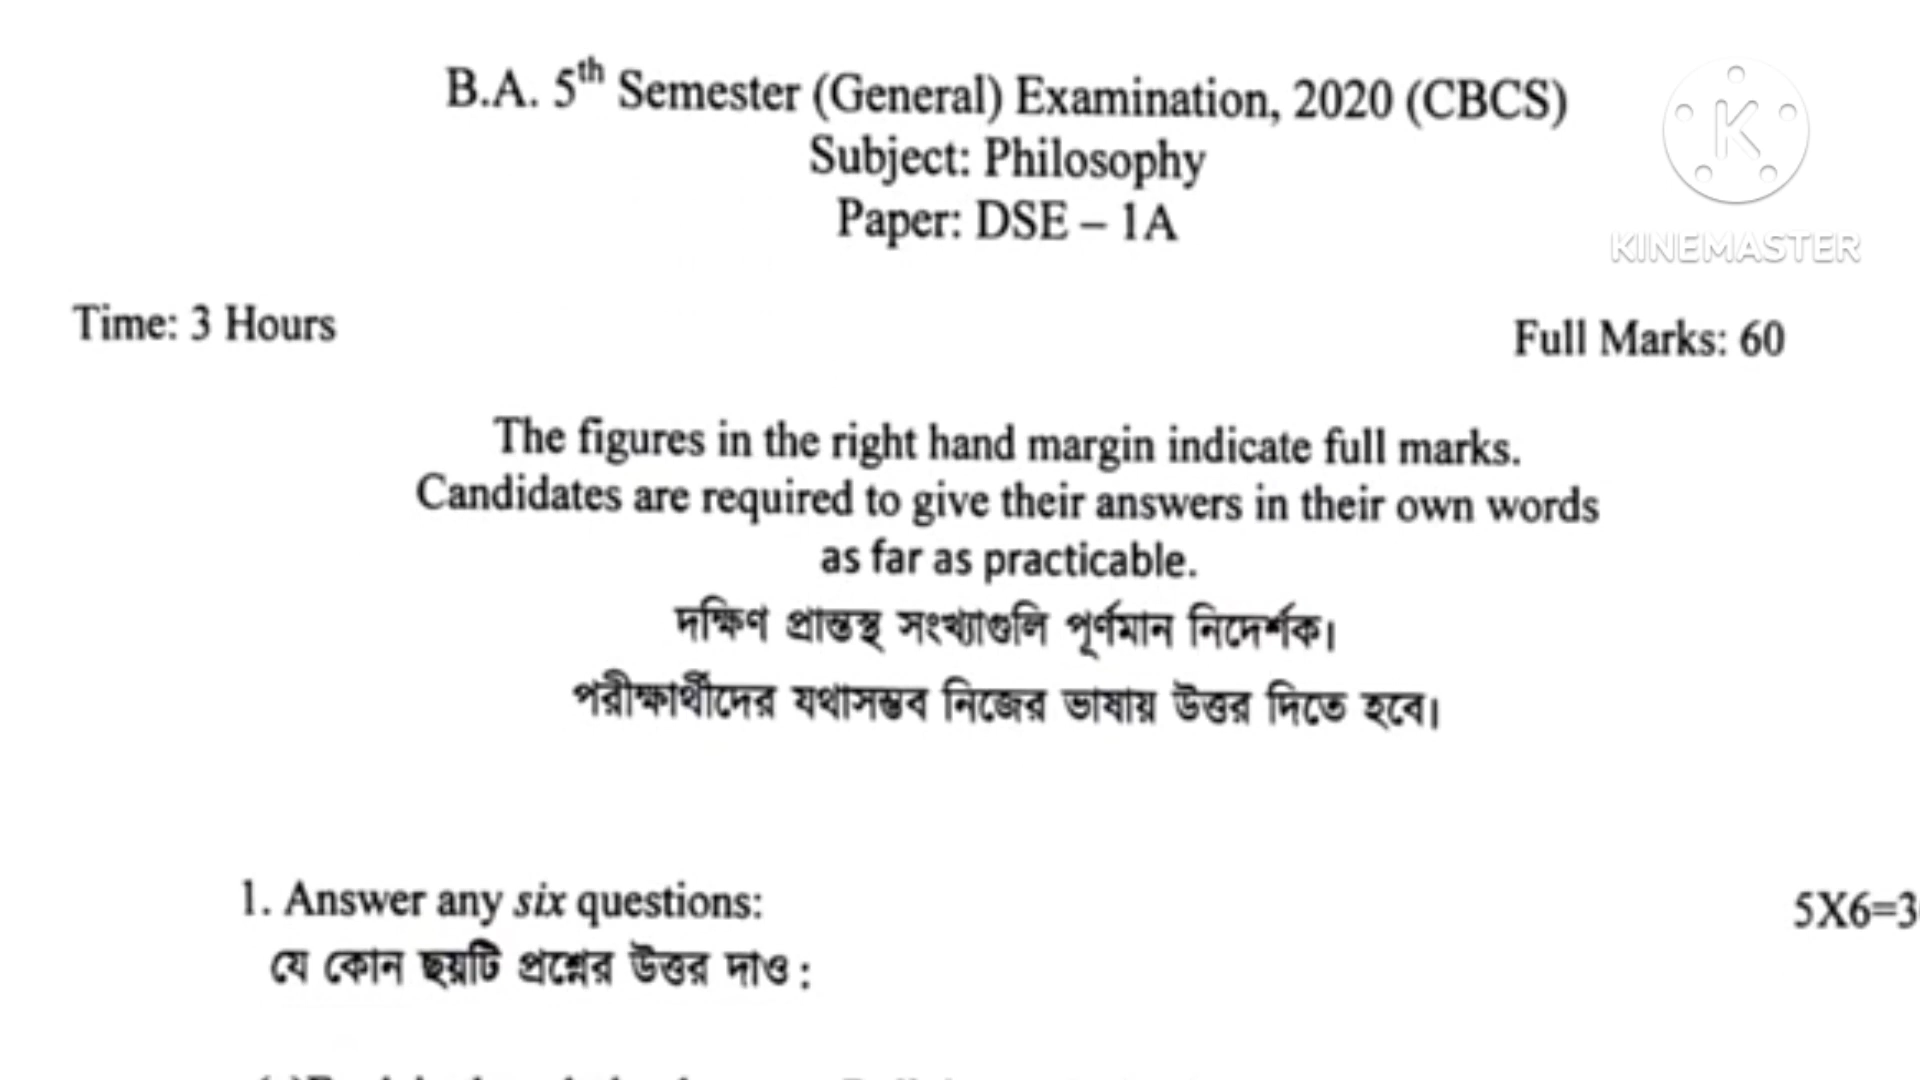 B.A. 5th Semester (General) Examination, 2020 (CBCS)
Subject: Philosophy
Paper: DSE – 1A
KINEMASTER
Time: 3 Hours
Full Marks: 60
The figures in the right hand margin indicate full marks.
Candidates are required to give their answers in their own words
as far as practicable.
দক্ষিণ প্রান্তস্থ সংখ্যাগুলি পূর্ণমান নির্দেশক।
পরীক্ষার্থীদের যথাসম্ভব নিজের ভাষায় উত্তর দিতে হবে।
1. Answer any six questions:
5X6=3
যে কোন ছয়টি প্রশ্নের উত্তর দাও :